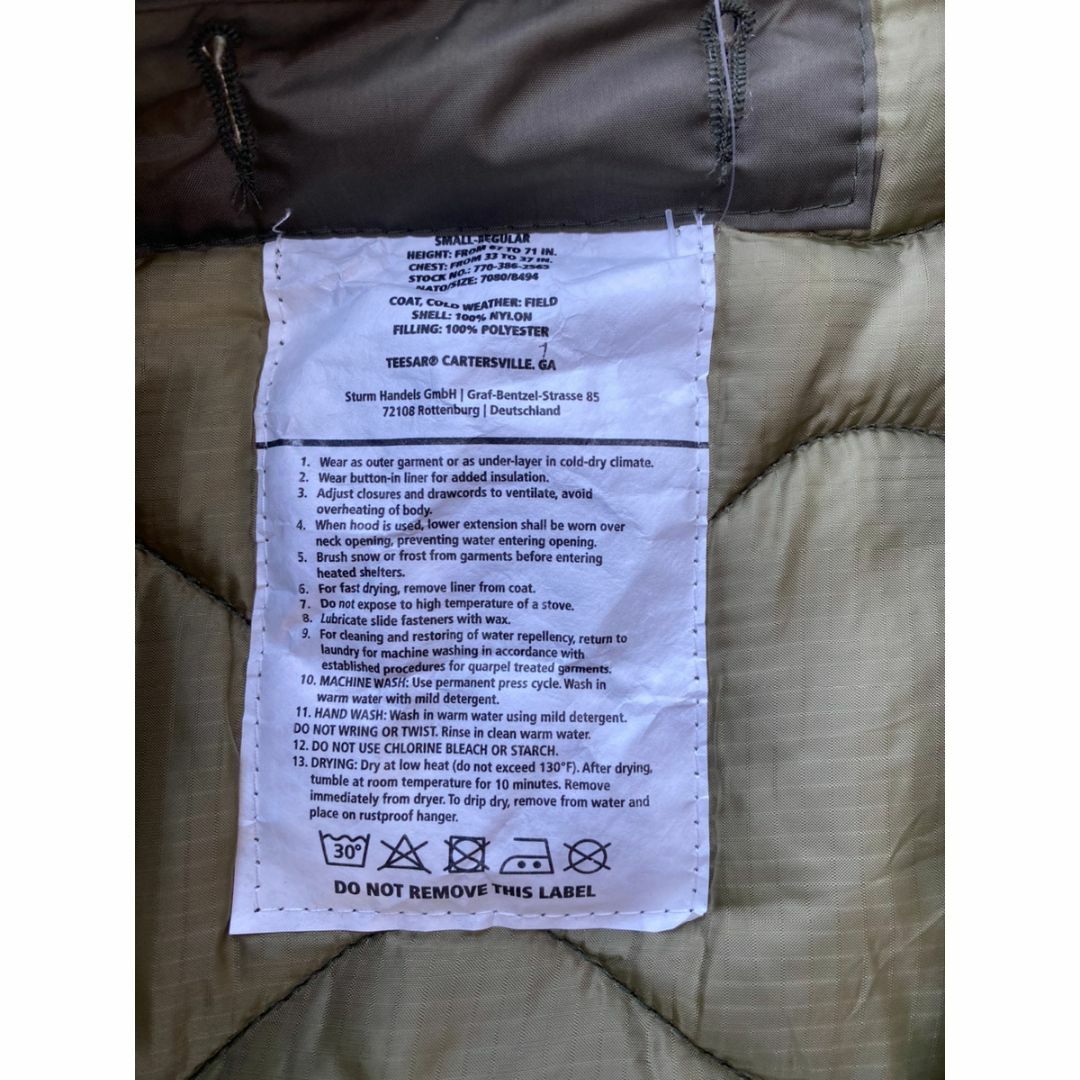 SMALL-REGULAR
HEIGHT: FROM 67 TO 71 IN.
CHEST: FROM 33 TO 37 IN.
STOCK NO.: 770-386-2563
NATO/SIZE: 7080/8494
COAT, COLD WEATHER: FIELD
SHELL: 100% NYLON
FILLING: 100% POLYESTER
1
TEESAR® CARTERSVILLE. GA
Sturm Handels GmbH | Graf-Bentzel-Strasse 85
72108 Rottenburg | Deutschland
1. Wear as outer garment or as under-layer in cold-dry climate.
2. Wear button-in liner for added insulation.
3. Adjust closures and drawcords to ventilate, avoid
overheating of body.
4. When hood is used, lower extension shall be worn over
neck opening, preventing water entering opening.
5. Brush snow or frost from garments before entering
heated shelters.
6. For fast drying, remove liner from coat.
7. Do not expose to high temperature of a stove.
8. Lubricate slide fasteners with wax.
9. For cleaning and restoring of water repellency, return to
laundry for machine washing in accordance with
established procedures for quarpel treated garments.
10. MACHINE WASH: Use permanent press cycle. Wash in
warm water with mild detergent.
11. HAND WASH: Wash in warm water using mild detergent.
DO NOT WRING OR TWIST. Rinse in clean warm water.
12. DO NOT USE CHLORINE BLEACH OR STARCH.
13. DRYING: Dry at low heat (do not exceed 130°F). After drying,
tumble at room temperature for 10 minutes. Remove
immediately from dryer. To drip dry, remove from water and
place on rustproof hanger.
30°
DO NOT REMOVE THIS LABEL